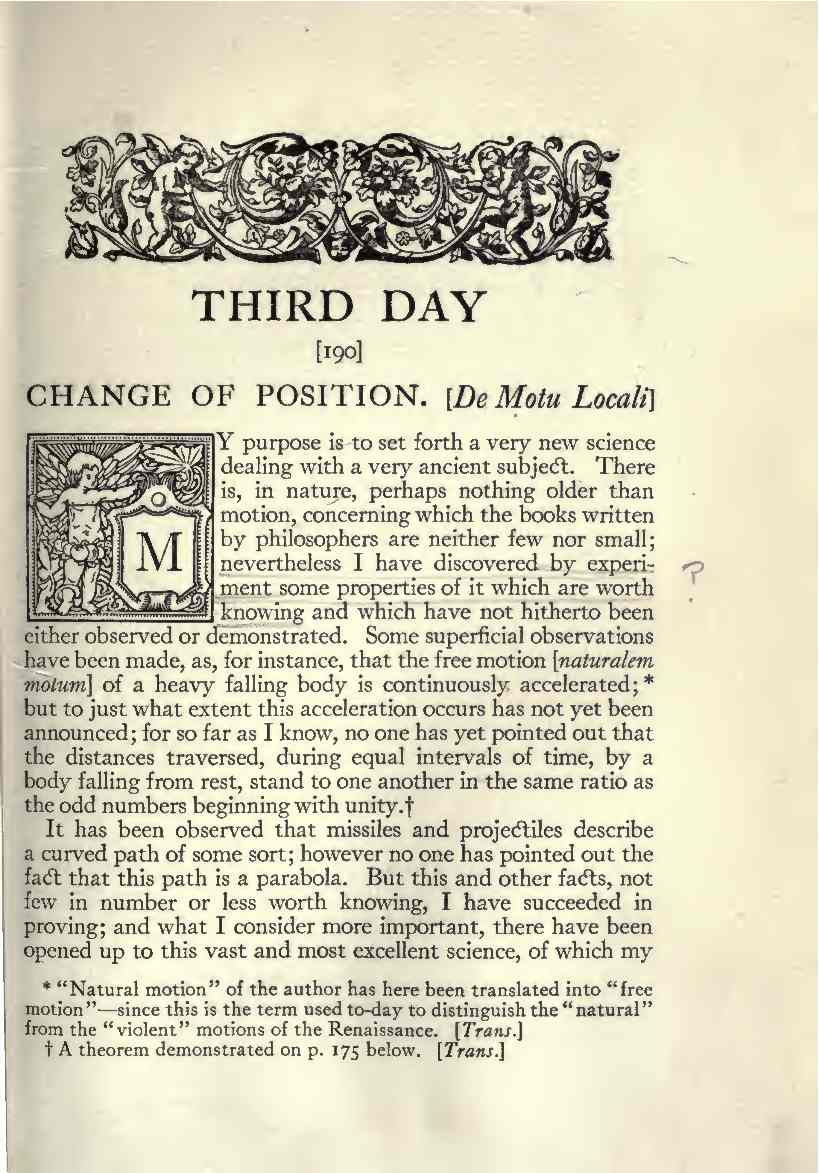 THIRD DAY
[190]
CHANGE OF POSITION. [De Motu Locali]
MY purpose is to set forth a very new science
dealing with a very ancient subject. There
is, in nature, perhaps nothing older than
motion, concerning which the books written
by philosophers are neither few nor small;
nevertheless I have discovered by experi-
ment some properties of it which are worth
knowing and which have not hitherto been
either observed or demonstrated. Some superficial observations
have been made, as, for instance, that the free motion [naturalem
motum] of a heavy falling body is continuously accelerated; *
but to just what extent this acceleration occurs has not yet been
announced; for so far as I know, no one has yet pointed out that
the distances traversed, during equal intervals of time, by a
body falling from rest, stand to one another in the same ratio as
the odd numbers beginning with unity.†
It has been observed that missiles and projectiles describe
a curved path of some sort; however no one has pointed out the
fact that this path is a parabola. But this and other facts, not
few in number or less worth knowing, I have succeeded in
proving; and what I consider more important, there have been
opened up to this vast and most excellent science, of which my
* "Natural motion" of the author has here been translated into "free
motion"—since this is the term used to-day to distinguish the "natural"
from the "violent" motions of the Renaissance. [Trans.]
† A theorem demonstrated on p. 175 below. [Trans.]
?